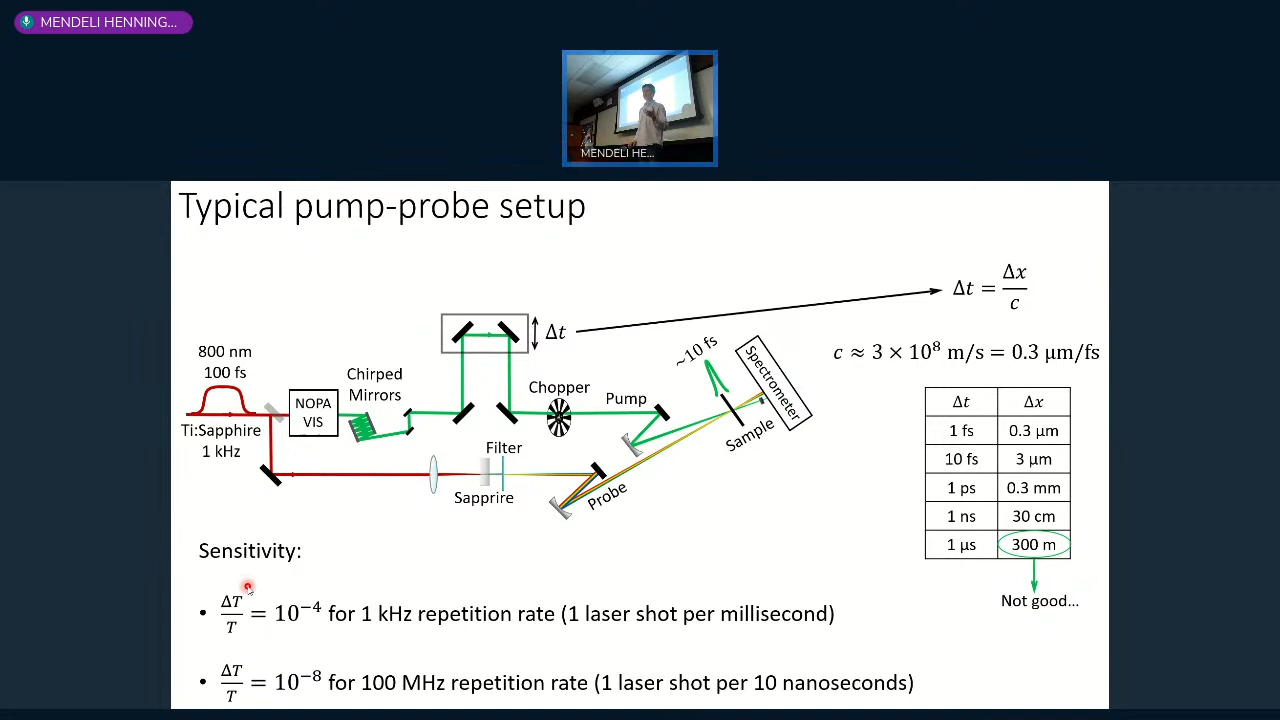 MENDELI HENNING...
MENDELI HE...
Typical pump-probe setup
Δt = Δx / c
Δt
c ≈ 3 × 10⁸ m/s = 0.3 μm/fs
800 nm
100 fs
Ti:Sapphire
1 kHz
NOPA
VIS
Chirped
Mirrors
Chopper
Pump
~10 fs
Spectrometer
Sample
Filter
Sapprire
Probe
Δt Δx
1 fs 0.3 μm
10 fs 3 μm
1 ps 0.3 mm
1 ns 30 cm
1 μs 300 m
Not good...
Sensitivity:
• ΔT/T = 10⁻⁴ for 1 kHz repetition rate (1 laser shot per millisecond)
• ΔT/T = 10⁻⁸ for 100 MHz repetition rate (1 laser shot per 10 nanoseconds)